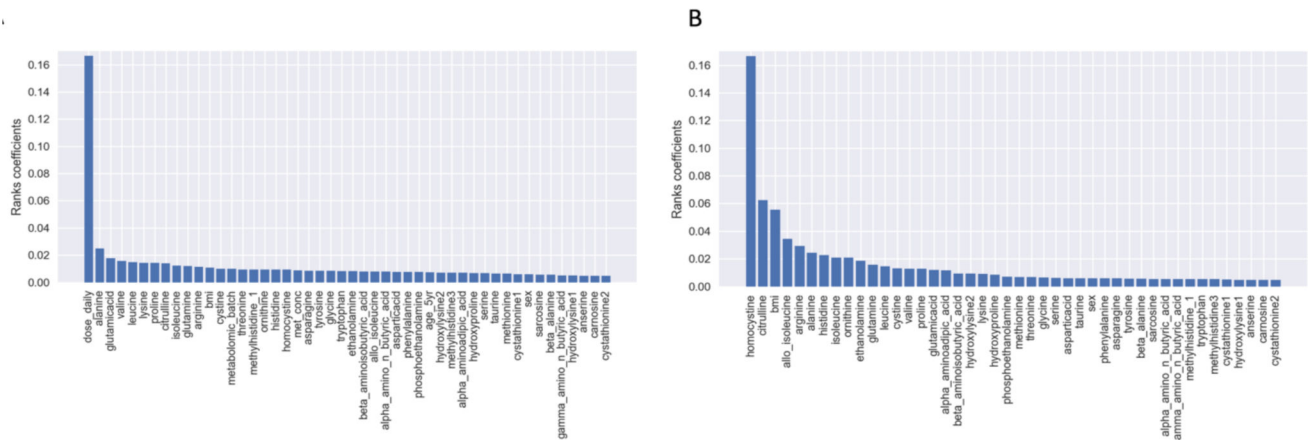 B
Ranks coefficients
0.16
0.14
0.12
0.10
0.08
0.06
0.04
0.02
0.00
dose_daily
alanine
glutamicacid
valine
leucine
lysine
proline
citrulline
isoleucine
glutamine
arginine
bmi
cystine
metabolomic_batch
threonine
methylhistidine_1
ornithine
histidine
homocystine
met_conc
asparagine
tyrosine
glycine
tryptophan
ethanolamine
beta_aminoisobutyric_acid
allo_isoleucine
alpha_amino_n_butyric_acid
asparticacid
phenylalanine
phosphoethanolamine
age_5yr
hydroxylysine2
methylhistidine3
alpha_aminoadipic_acid
hydroxyproline
serine
taurine
methionine
cystathionine1
sex
sarcosine
beta_alanine
gamma_amino_n_butyric_acid
hydroxylysine1
anserine
carnosine
cystathionine2
Ranks coefficients
0.16
0.14
0.12
0.10
0.08
0.06
0.04
0.02
0.00
homocystine
citrulline
bmi
allo_isoleucine
arginine
alanine
histidine
isoleucine
ornithine
ethanolamine
glutamine
leucine
cystine
valine
proline
glutamicacid
alpha_aminoadipic_acid
beta_aminoisobutyric_acid
hydroxylysine2
lysine
hydroxyproline
phosphoethanolamine
methionine
threonine
glycine
serine
asparticacid
taurine
sex
phenylalanine
asparagine
tyrosine
beta_alanine
sarcosine
alpha_amino_n_butyric_acid
amma_amino_n_butyric_acid
methylhistidine_1
tryptophan
methylhistidine3
cystathionine1
hydroxylysine1
anserine
carnosine
cystathionine2